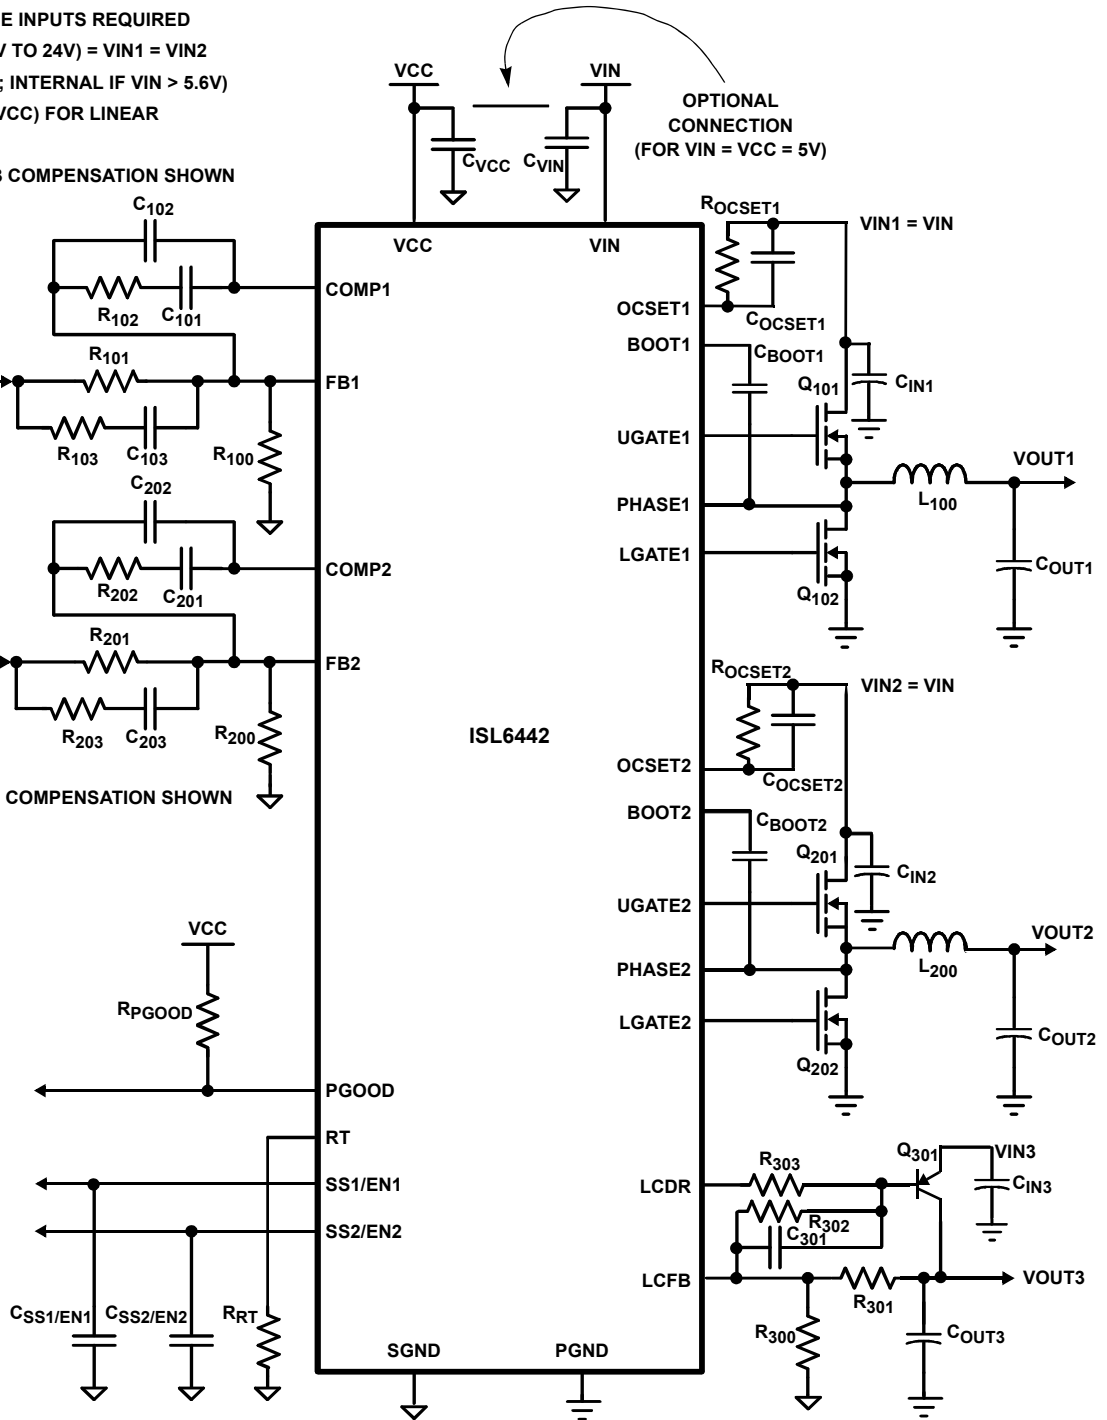 E INPUTS REQUIRED
V TO 24V) = VIN1 = VIN2
; INTERNAL IF VIN > 5.6V)
VCC) FOR LINEAR
VCC
VIN
OPTIONAL
CONNECTION
(FOR VIN = VCC = 5V)
CVCC
CVIN
COMPENSATION SHOWN
C102
R102
C101
R101
R103
C103
R100
C202
R202
C201
R201
R203
C203
R200
COMPENSATION SHOWN
VCC
RPGOOD
CSS1/EN1
CSS2/EN2
RRT
VCC
VIN
COMP1
FB1
COMP2
FB2
ISL6442
PGOOD
RT
SS1/EN1
SS2/EN2
SGND
PGND
OCSET1
BOOT1
UGATE1
PHASE1
LGATE1
OCSET2
BOOT2
UGATE2
PHASE2
LGATE2
LCDR
LCFB
ROCSET1
VIN1 = VIN
COCSET1
CBOOT1
Q101
CIN1
VOUT1
L100
COUT1
Q102
ROCSET2
VIN2 = VIN
COCSET2
CBOOT2
Q201
CIN2
VOUT2
L200
COUT2
Q202
Q301
VIN3
R303
CIN3
R302
C301
VOUT3
R301
R300
COUT3